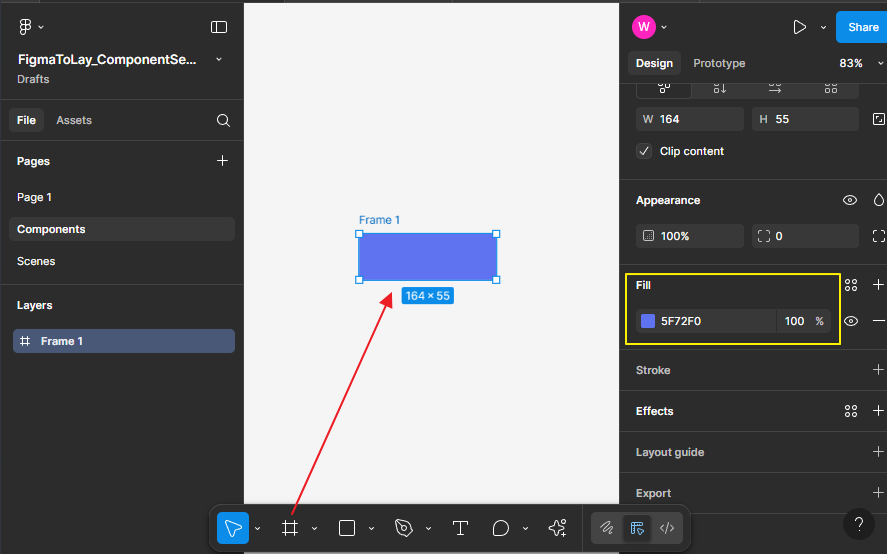 FigmaToLay_ComponentSe...
Drafts
File
Assets
Pages
Page 1
Components
Scenes
Layers
Frame 1
Frame 1
164 × 55
W
Share
Design
Prototype
83%
W 164
H 55
Clip content
Appearance
100%
0
Fill
5F72F0
100 %
Stroke
Effects
Layout guide
Export
?